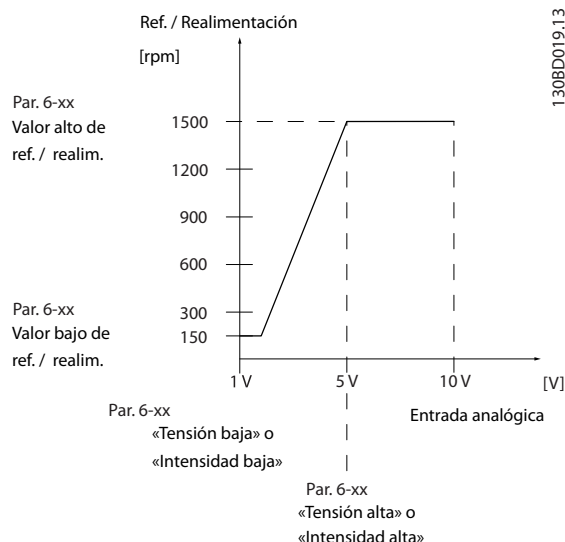 Ref. / Realimentación
[rpm]
130BD019.13
Par. 6-xx
Valor alto de
ref. / realim.
1500
1200
900
600
300
150
Par. 6-xx
Valor bajo de
ref. / realim.
1 V
5 V
10 V
[V]
Par. 6-xx
«Tensión baja» o
«Intensidad baja»
Entrada analógica
Par. 6-xx
«Tensión alta» o
«Intensidad alta»